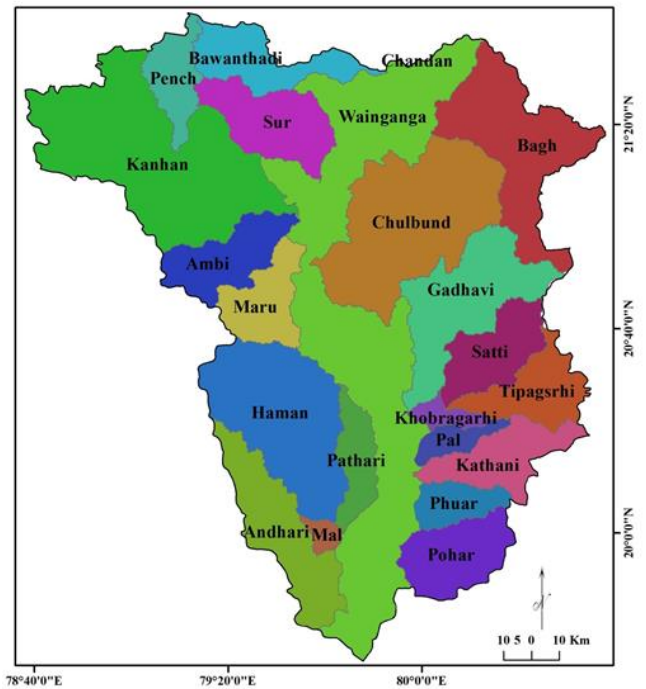 Bawanthadi
Chandan
Pench
Wainganga
Sur
21°20'0"N
Bagh
Kanhan
Chulbund
Ambi
Gadhavi
Maru
20°40'0"N
Satti
Tipagsrhi
Haman
Khobragarhi
Pal
Pathari
Kathani
Phuar
Andhari
Mal
20°0'0"N
Pohar
N
10 5 0 10 Km
78°40'0"E 79°20'0"E 80°0'0"E